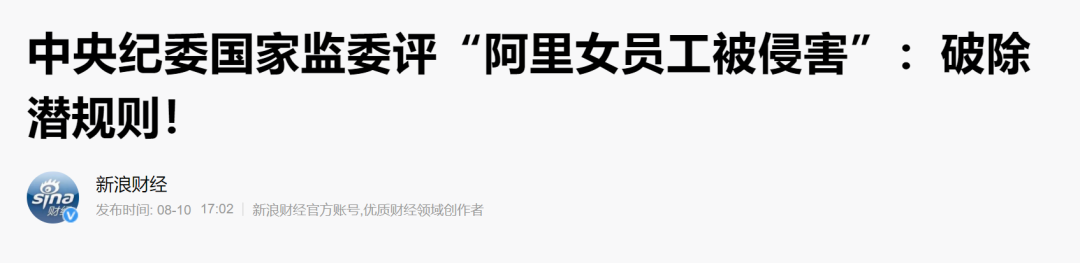 中央纪委国家监委评“阿里女员工被侵害”：破除
潜规则！
sina
财经
新浪财经
发布时间: 08-10 17:02 新浪财经官方账号,优质财经领域创作者